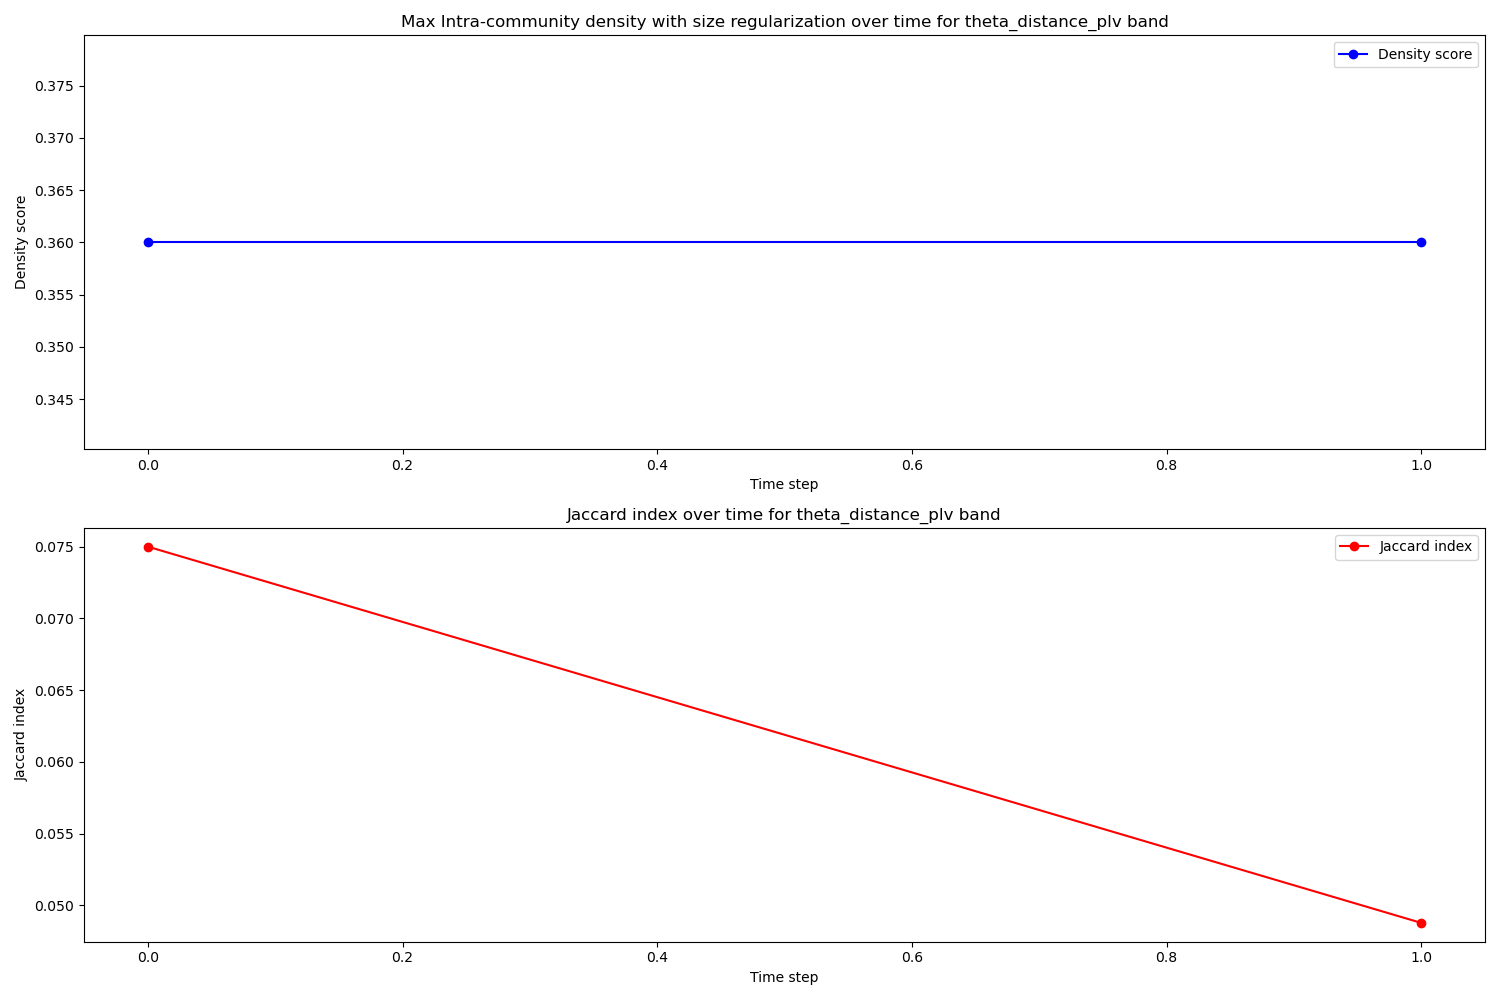 Max Intra-community density with size regularization over time for theta_distance_plv band
Density score
0.375
0.370
0.365
0.360
0.355
0.350
0.345
Density score
0.0 0.2 0.4 0.6 0.8 1.0
Time step
Jaccard index over time for theta_distance_plv band
Jaccard index
0.075
0.070
0.065
0.060
0.055
0.050
Jaccard index
0.0 0.2 0.4 0.6 0.8 1.0
Time step